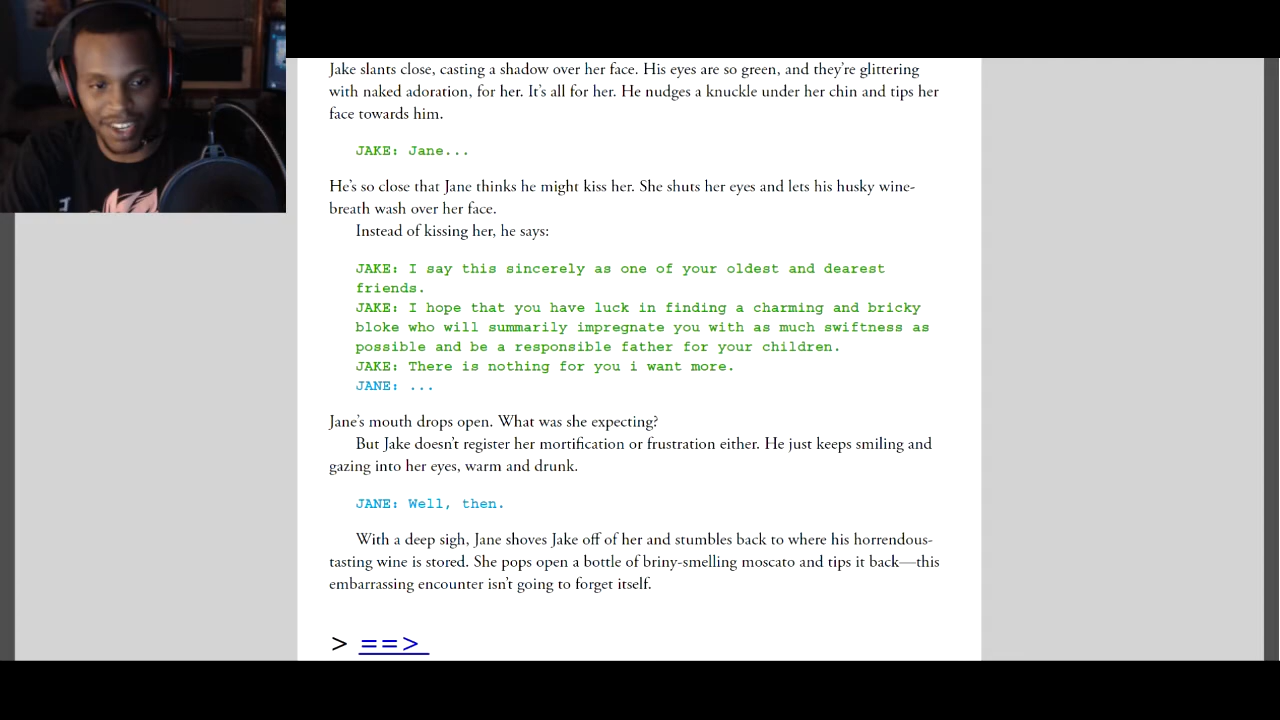 Jake slants close, casting a shadow over her face. His eyes are so green, and they’re glittering
with naked adoration, for her. It’s all for her. He nudges a knuckle under her chin and tips her
face towards him.
JAKE: Jane...
He’s so close that Jane thinks he might kiss her. She shuts her eyes and lets his husky wine-
breath wash over her face.
Instead of kissing her, he says:
JAKE: I say this sincerely as one of your oldest and dearest
friends.
JAKE: I hope that you have luck in finding a charming and bricky
bloke who will summarily impregnate you with as much swiftness as
possible and be a responsible father for your children.
JAKE: There is nothing for you i want more.
JANE: ...
Jane’s mouth drops open. What was she expecting?
But Jake doesn’t register her mortification or frustration either. He just keeps smiling and
gazing into her eyes, warm and drunk.
JANE: Well, then.
With a deep sigh, Jane shoves Jake off of her and stumbles back to where his horrendous-
tasting wine is stored. She pops open a bottle of briny-smelling moscato and tips it back—this
embarrassing encounter isn’t going to forget itself.
> ==>